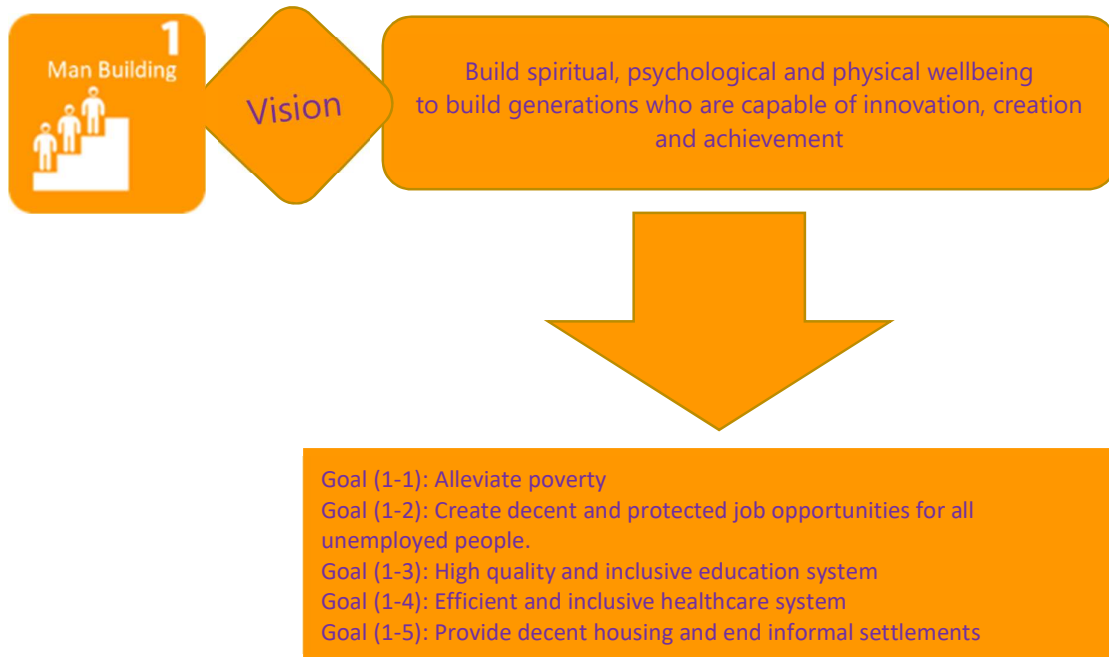 1
Man Building
Vision
Build spiritual, psychological and physical wellbeing
to build generations who are capable of innovation, creation
and achievement
Goal (1-1): Alleviate poverty
Goal (1-2): Create decent and protected job opportunities for all
unemployed people.
Goal (1-3): High quality and inclusive education system
Goal (1-4): Efficient and inclusive healthcare system
Goal (1-5): Provide decent housing and end informal settlements